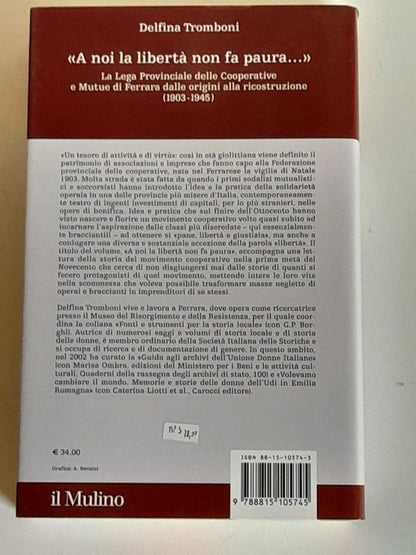 Delfina Tromboni
«A noi la libertà non fa paura...»
La Lega Provinciale delle Cooperative
e Mutue di Ferrara dalle origini alla ricostruzione
(1903-1945)
«Un tesoro di attività e di virtù»: così in età giolittiana viene definito il
patrimonio di associazioni e imprese che fanno capo alla Federazione
provinciale delle cooperative, nata nel Ferrarese la vigilia di Natale
1903. Molta strada è stata fatta da quando i primi sodalizi mutualisti-
ci e soccorsisti hanno introdotto l'idea e la pratica della solidarietà
operaia in una delle provincie più misere d'Italia, contemporaneamen-
te teatro di ingenti investimenti di capitali, per lo più stranieri, nelle
opere di bonifica. Idea e pratica che sul finire dell'Ottocento hanno
visto nascere e fiorire un movimento cooperativo volto quasi subito ad
incarnare l'aspirazione delle classi più diseredate – qui essenzialmen-
te bracciantili – ad ottenere sì «pane, libertà e giustizia», ma anche a
coniugare una diversa e sostanziale accezione della parola «libertà». Il
titolo del volume, «A noi la libertà non fa paura», accompagna una let-
tura della storia del movimento cooperativo nella prima metà del
Novecento che cerca di non disgiungersi mai dalle storie di quanti si
fecero protagonisti di quel movimento, mettendo intere le loro vite
nella scommessa che voleva possibile trasformare masse neglette di
operai e braccianti in imprenditori di se stessi.
Delfina Tromboni vive e lavora a Ferrara, dove opera come ricercatrice
presso il Museo del Risorgimento e della Resistenza, per il quale coor-
dina la collana «Fonti e strumenti per la storia locale» (con G.P. Bor-
ghi). Autrice di numerosi saggi e volumi di storia locale e di storia
delle donne, è membro ordinario della Società Italiana delle Storiche e
si occupa di ricerca e di documentazione di genere. In questo ambito,
nel 2002 ha curato la «Guida agli archivi dell'Unione Donne Italiane»
(con Marisa Ombra, edizioni del Ministero per i Beni e le attività cul-
turali, Quaderni della rassegna degli archivi di stato, 100) e «Volevamo
cambiare il mondo. Memorie e storie delle donne dell'Udi in Emilia
Romagna» (con Caterina Liotti et al., Carocci editore).
€ 34.00
Grafica: A. Bersini
ISBN 88-15-10574-3
9 788815 105745
il Mulino